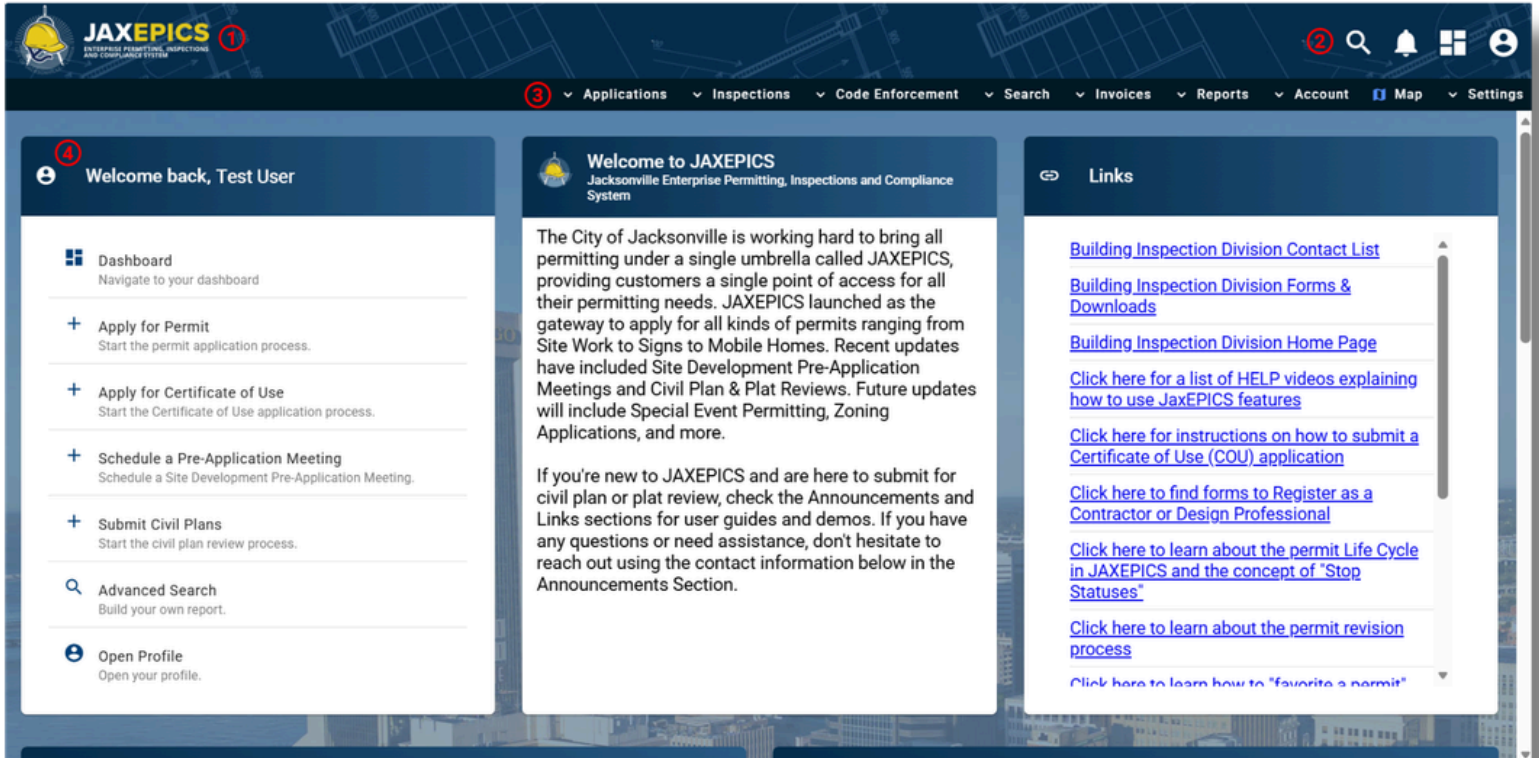 JAXEPICS
ENTERPRISE PERMITTING, INSPECTIONS
AND COMPLIANCE SYSTEM
1
2
3
Applications
Inspections
Code Enforcement
Search
Invoices
Reports
Account
Map
Settings
4
Welcome back, Test User
Dashboard
Navigate to your dashboard
Apply for Permit
Start the permit application process.
Apply for Certificate of Use
Start the Certificate of Use application process.
Schedule a Pre-Application Meeting
Schedule a Site Development Pre-Application Meeting.
Submit Civil Plans
Start the civil plan review process.
Advanced Search
Build your own report.
Open Profile
Open your profile.
Welcome to JAXEPICS
Jacksonville Enterprise Permitting, Inspections and Compliance
System
The City of Jacksonville is working hard to bring all
permitting under a single umbrella called JAXEPICS,
providing customers a single point of access for all
their permitting needs. JAXEPICS launched as the
gateway to apply for all kinds of permits ranging from
Site Work to Signs to Mobile Homes. Recent updates
have included Site Development Pre-Application
Meetings and Civil Plan & Plat Reviews. Future updates
will include Special Event Permitting, Zoning
Applications, and more.
If you're new to JAXEPICS and are here to submit for
civil plan or plat review, check the Announcements and
Links sections for user guides and demos. If you have
any questions or need assistance, don't hesitate to
reach out using the contact information below in the
Announcements Section.
Links
Building Inspection Division Contact List
Building Inspection Division Forms &
Downloads
Building Inspection Division Home Page
Click here for a list of HELP videos explaining
how to use JaxEPICS features
Click here for instructions on how to submit a
Certificate of Use (COU) application
Click here to find forms to Register as a
Contractor or Design Professional
Click here to learn about the permit Life Cycle
in JAXEPICS and the concept of "Stop
Statuses"
Click here to learn about the permit revision
process
Click here to learn how to "favorite a permit"